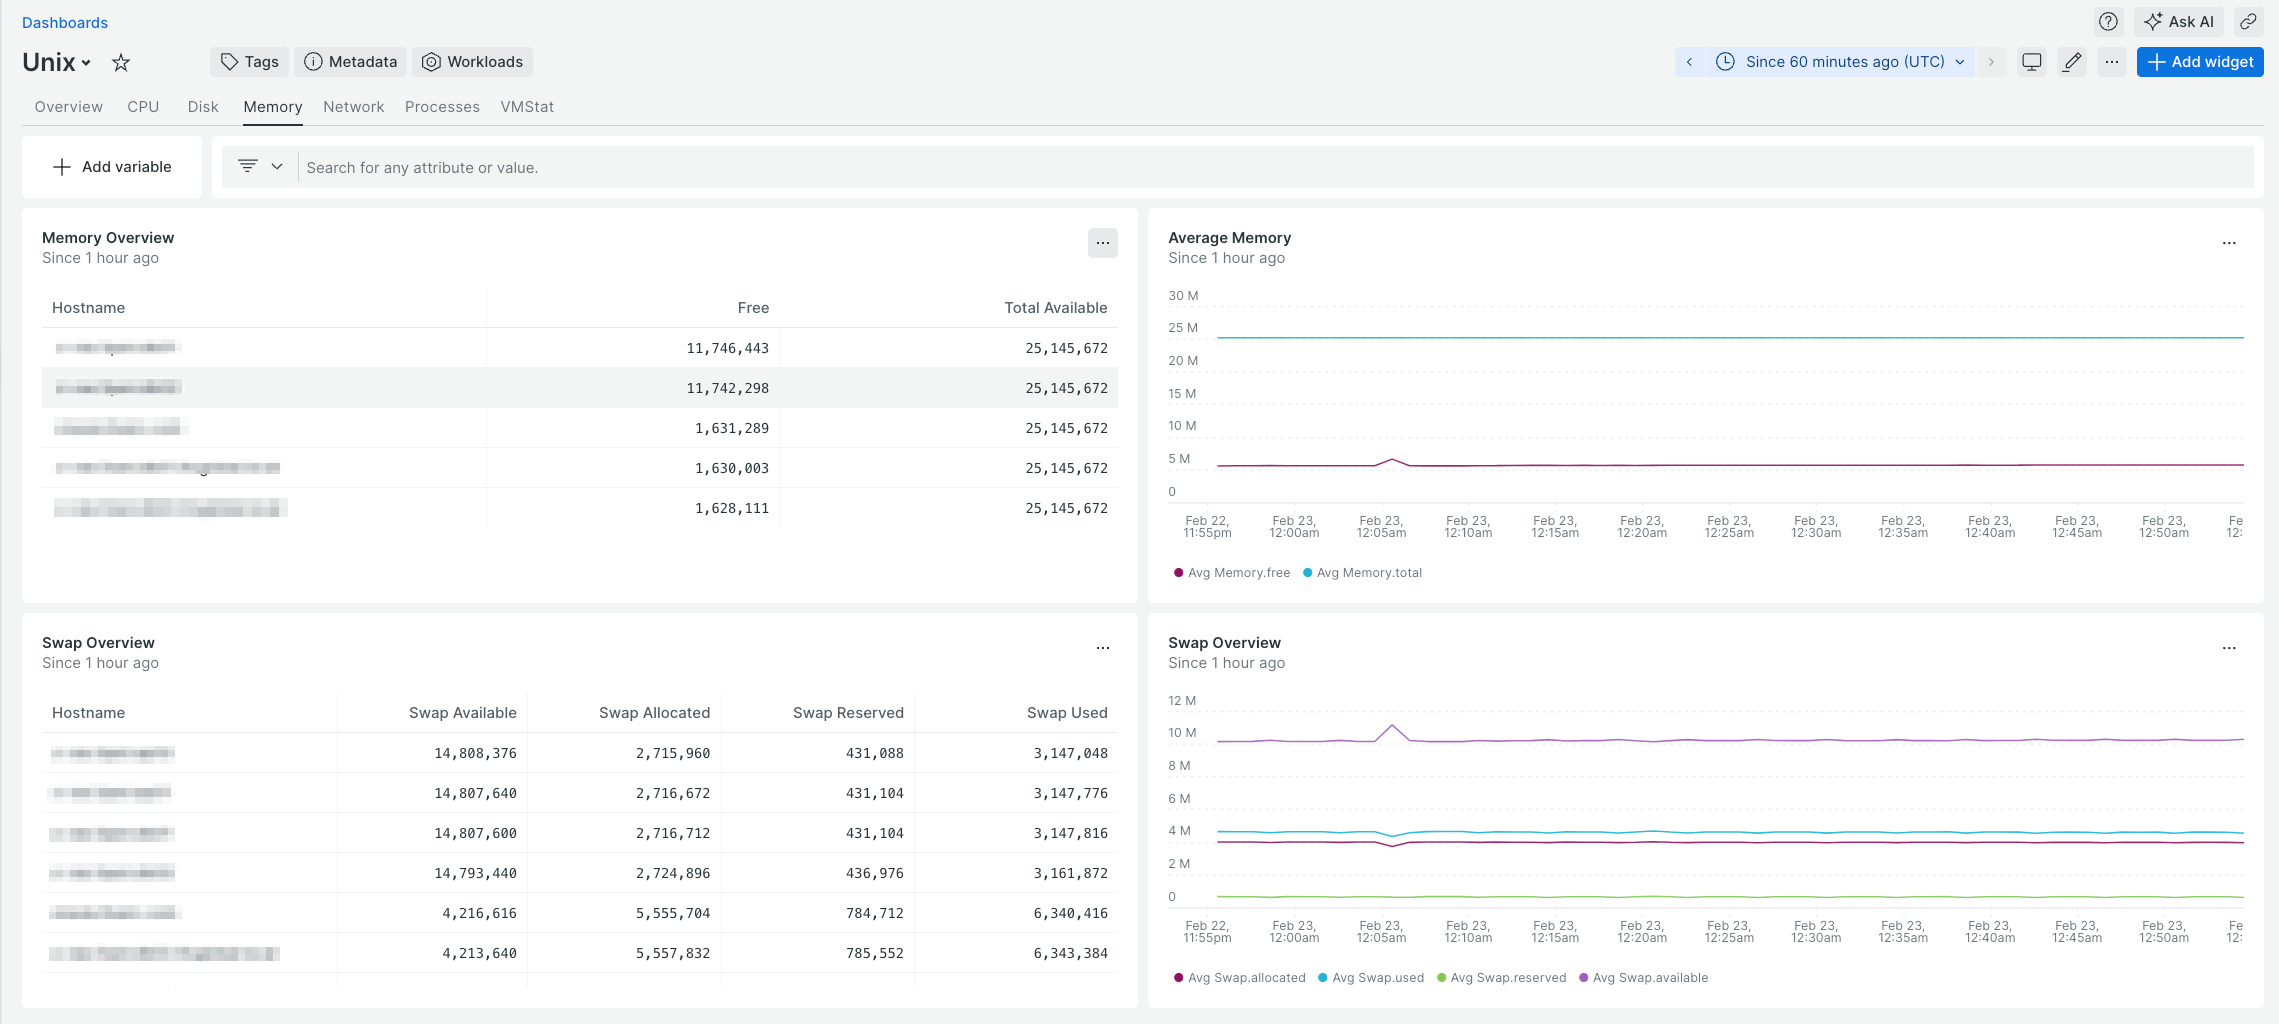 Dashboards
Ask AI
Unix
Tags
Metadata
Workloads
Since 60 minutes ago (UTC)
Add widget
Overview CPU Disk Memory Network Processes VMStat
Add variable
Search for any attribute or value.
Memory Overview
Since 1 hour ago
Hostname Free Total Available
11,746,443 25,145,672
11,742,298 25,145,672
1,631,289 25,145,672
1,630,003 25,145,672
1,628,111 25,145,672
Average Memory
Since 1 hour ago
30 M
25 M
20 M
15 M
10 M
5 M
0
Feb 22, Feb 23, Feb 23, Feb 23, Feb 23, Feb 23, Feb 23, Feb 23, Feb 23, Feb 23, Feb 23, Feb 23, Fe
11:55pm 12:00am 12:05am 12:10am 12:15am 12:20am 12:25am 12:30am 12:35am 12:40am 12:45am 12:50am 12:
Avg Memory.free Avg Memory.total
Swap Overview
Since 1 hour ago
Hostname Swap Available Swap Allocated Swap Reserved Swap Used
14,808,376 2,715,960 431,088 3,147,048
14,807,640 2,716,672 431,104 3,147,776
14,807,600 2,716,712 431,104 3,147,816
14,793,440 2,724,896 436,976 3,161,872
4,216,616 5,555,704 784,712 6,340,416
4,213,640 5,557,832 785,552 6,343,384
Swap Overview
Since 1 hour ago
12 M
10 M
8 M
6 M
4 M
2 M
0
Feb 22, Feb 23, Feb 23, Feb 23, Feb 23, Feb 23, Feb 23, Feb 23, Feb 23, Feb 23, Feb 23, Feb 23, Fe
11:55pm 12:00am 12:05am 12:10am 12:15am 12:20am 12:25am 12:30am 12:35am 12:40am 12:45am 12:50am 12:
Avg Swap.allocated Avg Swap.used Avg Swap.reserved Avg Swap.available